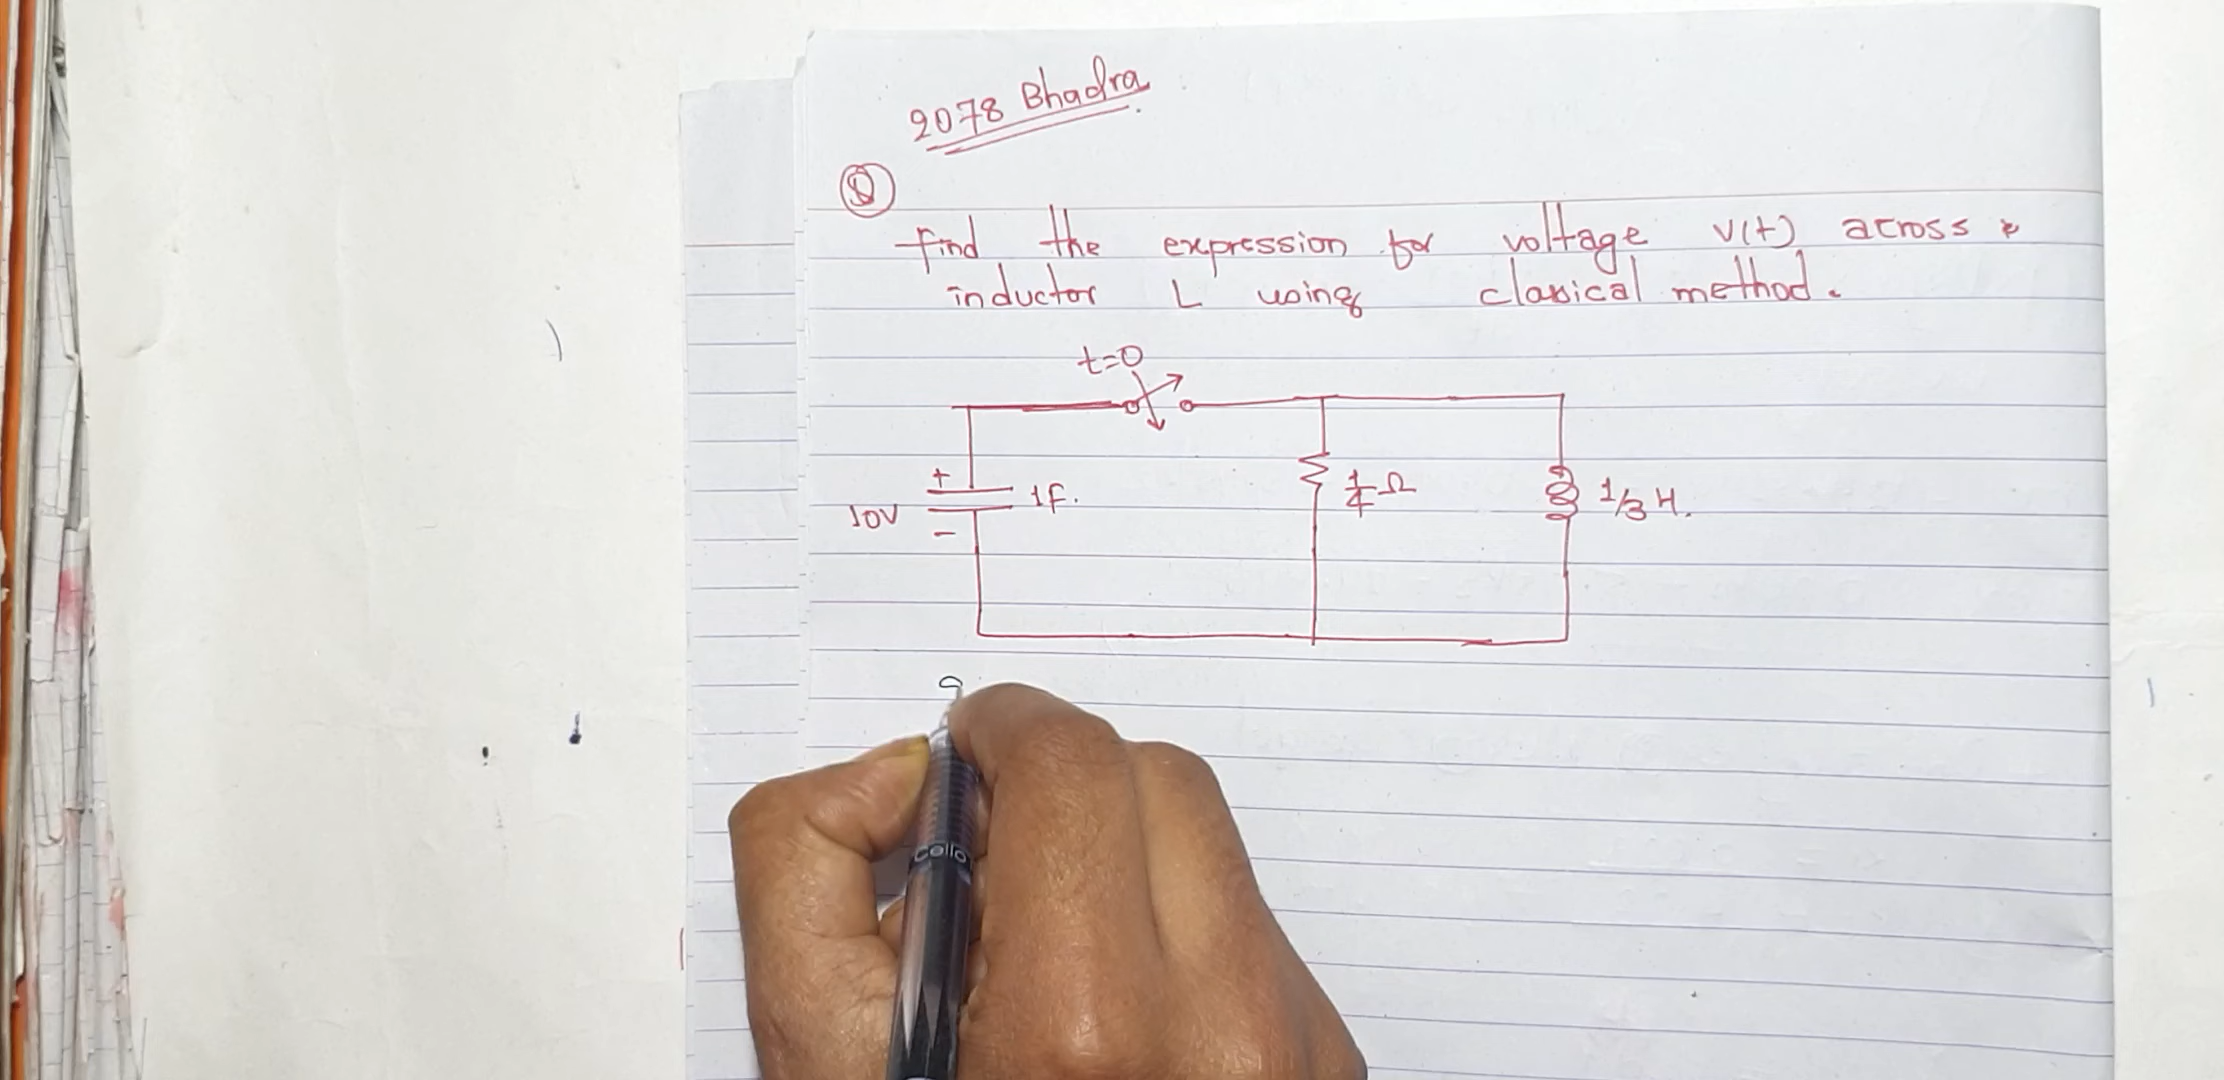 2078 Bhadra
Q
find the expression for voltage v(t) across
inductor L using classical method.
t=0
+
10V
-
1F.
1/4 Ω
1/3 H.
cello